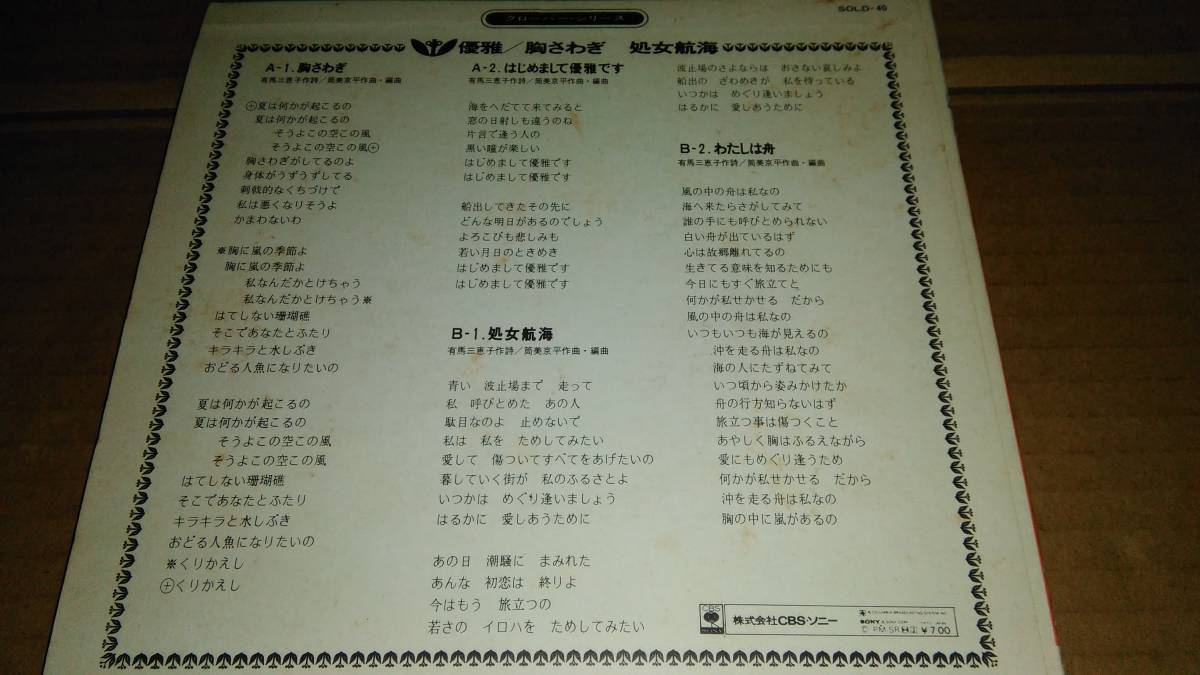 クローバー・シリーズ
SOLD-40
優雅/胸さわぎ 処女航海
A-1.胸さわぎ
有馬三恵子作詩/筒美京平作曲・編曲
⊕夏は何かが起こるの
夏は何かが起こるの
そうよこの空この風
そうよこの空この風⊕
胸さわぎがしてるのよ
身体がうずうずしてる
刺戟的なくちづけで
私は悪くなりそうよ
かまわないわ
※胸に嵐の季節よ
胸に嵐の季節よ
私なんだかとけちゃう
私なんだかとけちゃう※
はてしない珊瑚礁
そこであなたとふたり
キラキラと水しぶき
おどる人魚になりたいの
夏は何かが起こるの
夏は何かが起こるの
そうよこの空この風
そうよこの空この風
はてしない珊瑚礁
そこであなたとふたり
キラキラと水しぶき
おどる人魚になりたいの
※くりかえし
⊕くりかえし
A-2.はじめまして優雅です
有馬三恵子作詩/筒美京平作曲・編曲
海をへだてて来てみると
恋の日射しも違うのね
片言で逢う人の
黒い瞳が楽しい
はじめまして優雅です
はじめまして優雅です
船出してきたその先に
どんな明日があるのでしょう
よろこびも悲しみも
若い月日のときめき
はじめまして優雅です
はじめまして優雅です
B-1.処女航海
有馬三恵子作詩/筒美京平作曲・編曲
青い 波止場まで 走って
私 呼びとめた あの人
駄目なのよ 止めないで
私は 私を ためしてみたい
愛して 傷ついてすべてをあげたいの
暮していく街が 私のふるさとよ
いつかは めぐり逢いましょう
はるかに 愛しあうために
あの日 潮騒に まみれた
あんな 初恋は 終りよ
今はもう 旅立つの
若さの イロハを ためしてみたい
波止場のさよならは おさない哀しみよ
船出の ざわめきが 私を待っている
いつかは めぐり逢いましょう
はるかに 愛しあうために
B-2.わたしは舟
有馬三恵子作詩/筒美京平作曲・編曲
風の中の舟は私なの
海へ来たらさがしてみて
誰の手にも呼びとめられない
白い舟が出ているはず
心は故郷離れてるの
生きてる意味を知るためにも
今日にもすぐ旅立てと
何かが私せかせる だから
風の中の舟は私なの
いつもいつも海が見えるの
沖を走る舟は私なの
海の人にたずねてみて
いつ頃から姿みかけたか
舟の行方知らないはず
旅立つ事は傷つくこと
あやしく胸はふるえながら
愛にもめぐり逢うため
何かが私せかせる だから
沖を走る舟は私なの
胸の中に嵐があるの
CBS
SONY
株式会社CBS・ソニー
SONY
Ⓒ PM SR H② ¥700